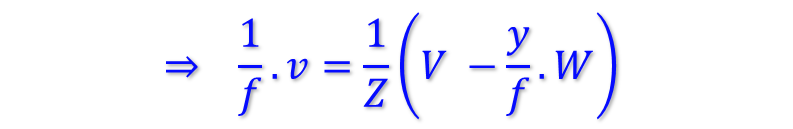 ⇒ 1/f . v = 1/Z (V − y/f . W)